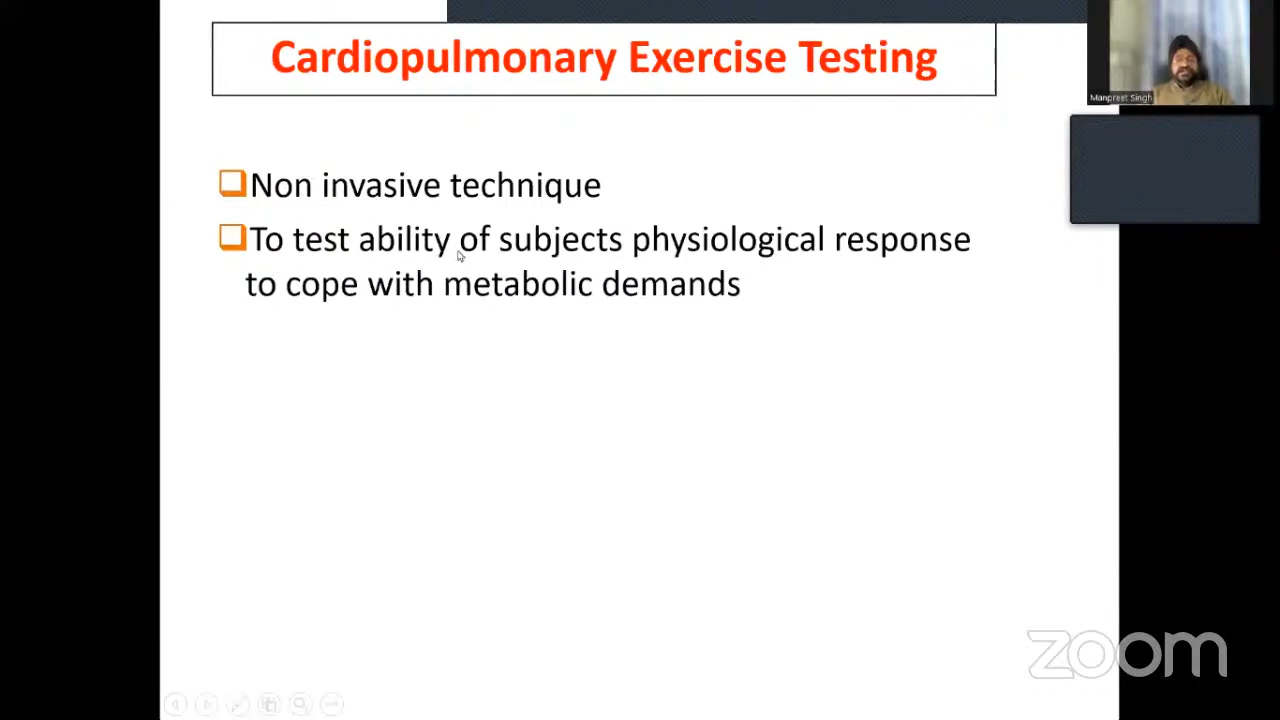 Cardiopulmonary Exercise Testing
Manpreet Singh
Non invasive technique
To test ability of subjects physiological response
to cope with metabolic demands
zoom